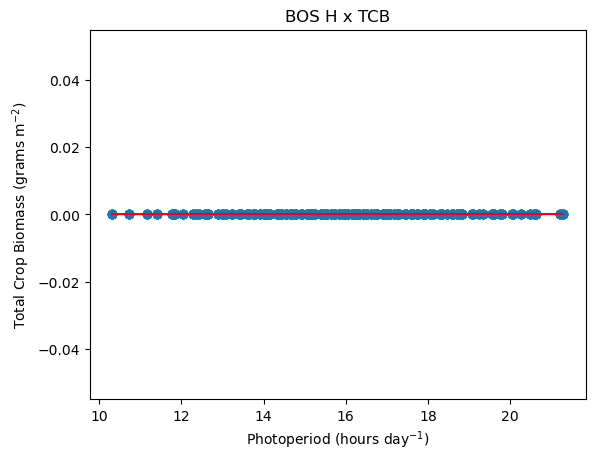 BOS H x TCB
Total Crop Biomass (grams m⁻²)
0.04
0.02
0.00
−0.02
−0.04
10 12 14 16 18 20
Photoperiod (hours day⁻¹)